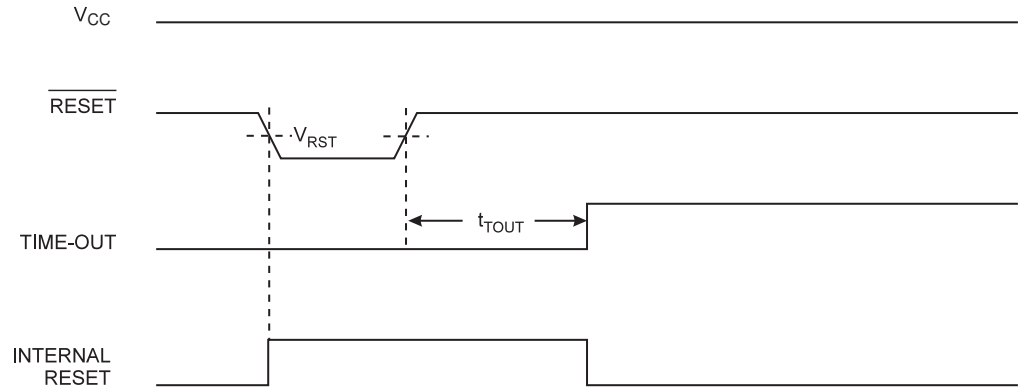 VCC
RESET
VRST
tTOUT
TIME-OUT
INTERNAL
RESET